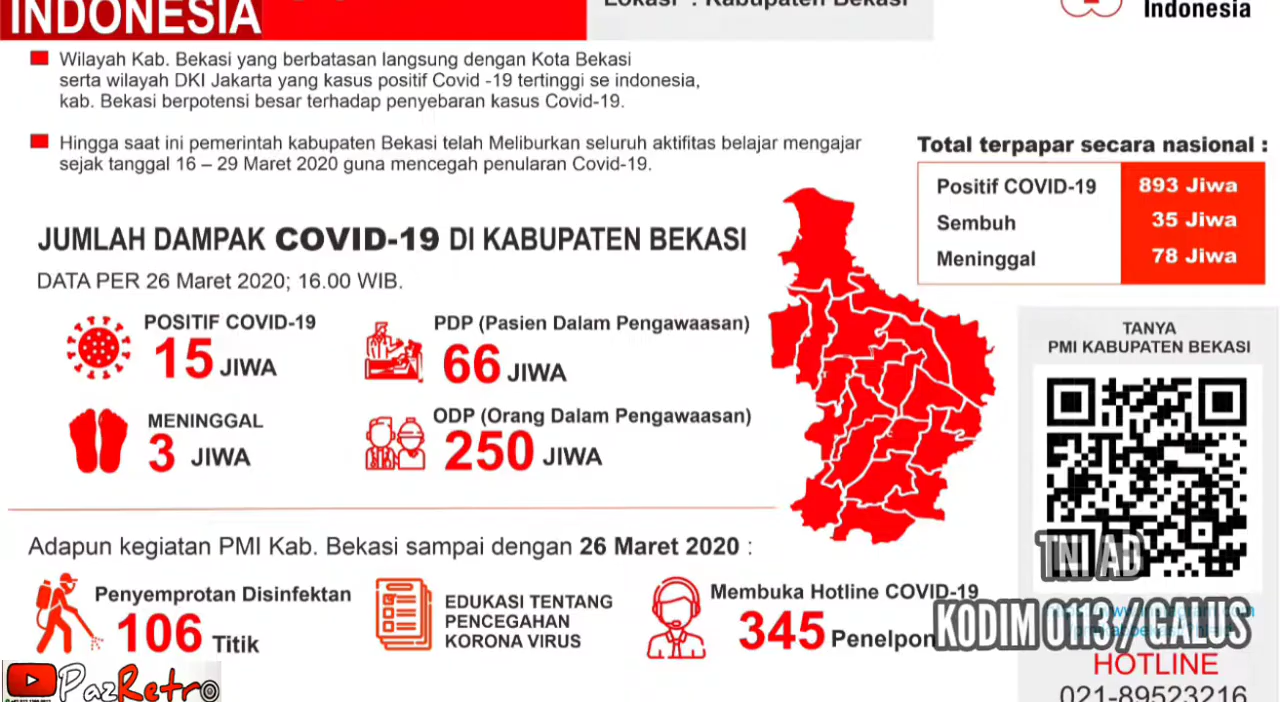 INDONESIA
Lokasi : Kabupaten Bekasi
Indonesia
Wilayah Kab. Bekasi yang berbatasan langsung dengan Kota Bekasi
serta wilayah DKI Jakarta yang kasus positif Covid -19 tertinggi se indonesia,
kab. Bekasi berpotensi besar terhadap penyebaran kasus Covid-19.
Hingga saat ini pemerintah kabupaten Bekasi telah Meliburkan seluruh aktifitas belajar mengajar
sejak tanggal 16 – 29 Maret 2020 guna mencegah penularan Covid-19.
Total terpapar secara nasional :
Positif COVID-19 893 Jiwa
Sembuh 35 Jiwa
Meninggal 78 Jiwa
JUMLAH DAMPAK COVID-19 DI KABUPATEN BEKASI
DATA PER 26 Maret 2020; 16.00 WIB.
POSITIF COVID-19
15 JIWA
PDP (Pasien Dalam Pengawaasan)
66 JIWA
MENINGGAL
3 JIWA
ODP (Orang Dalam Pengawaasan)
250 JIWA
TANYA
PMI KABUPATEN BEKASI
Adapun kegiatan PMI Kab. Bekasi sampai dengan 26 Maret 2020 :
Penyemprotan Disinfektan
106 Titik
EDUKASI TENTANG
PENCEGAHAN
KORONA VIRUS
Membuka Hotline COVID-19
345 Penelpon
TNI AD
KODIM 0113 / GALUS
HOTLINE
021-89523216
PazRetro